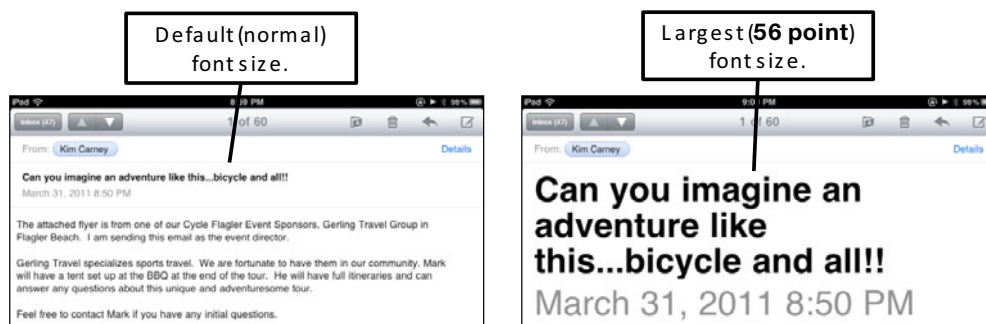 Default (normal)
font size.
Largest (56 point)
font size.
iPad
8:59 PM
98%
Inbox (47)
1 of 60
From: Kim Carney
Details
Can you imagine an adventure like this...bicycle and all!!
March 31, 2011 8:50 PM
The attached flyer is from one of our Cycle Flagler Event Sponsors, Gerling Travel Group in
Flagler Beach. I am sending this email as the event director.
Gerling Travel specializes sports travel. We are fortunate to have them in our community. Mark
will have a tent set up at the BBQ at the end of the tour. He will have full itineraries and can
answer any questions about this unique and adventuresome tour.
Feel free to contact Mark if you have any initial questions.
iPad
PM
98%
Inbox (47)
1 of 60
From: Kim Carney
Details
Can you imagine an
adventure like
this...bicycle and all!!
March 31, 2011 8:50 PM